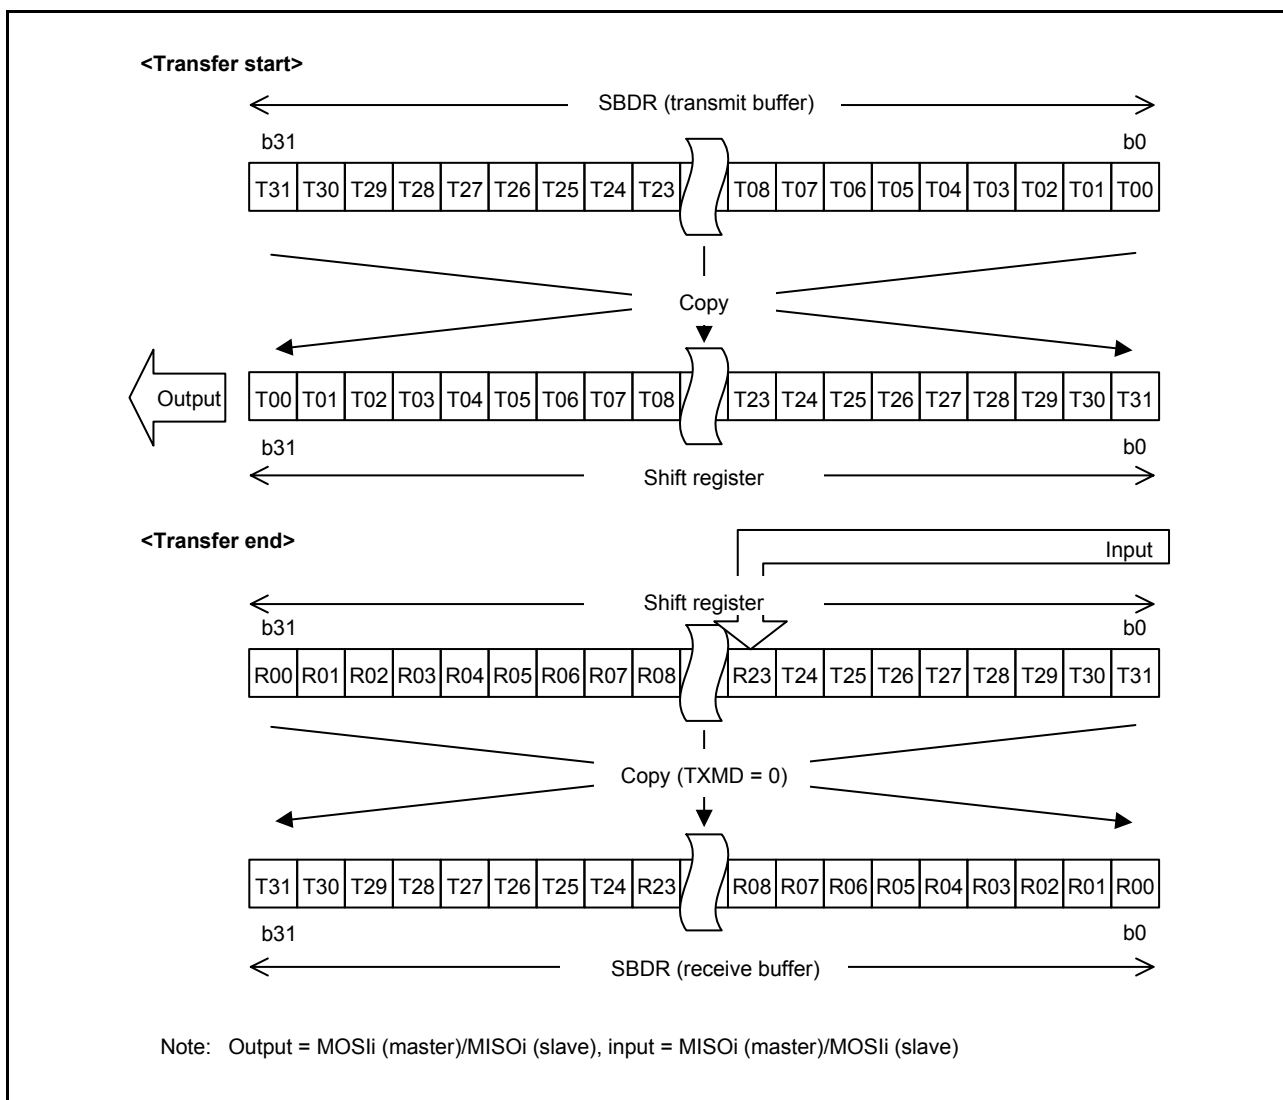 <Transfer start>
SBDR (transmit buffer)
b31 b0
T31 T30 T29 T28 T27 T26 T25 T24 T23 T08 T07 T06 T05 T04 T03 T02 T01 T00
Copy
Output T00 T01 T02 T03 T04 T05 T06 T07 T08 T23 T24 T25 T26 T27 T28 T29 T30 T31
b31 b0
Shift register
<Transfer end>
Input
Shift register
b31 b0
R00 R01 R02 R03 R04 R05 R06 R07 R08 R23 T24 T25 T26 T27 T28 T29 T30 T31
Copy (TXMD = 0)
T31 T30 T29 T28 T27 T26 T25 T24 R23 R08 R07 R06 R05 R04 R03 R02 R01 R00
b31 b0
SBDR (receive buffer)
Note: Output = MOSIi (master)/MISOi (slave), input = MISOi (master)/MOSIi (slave)